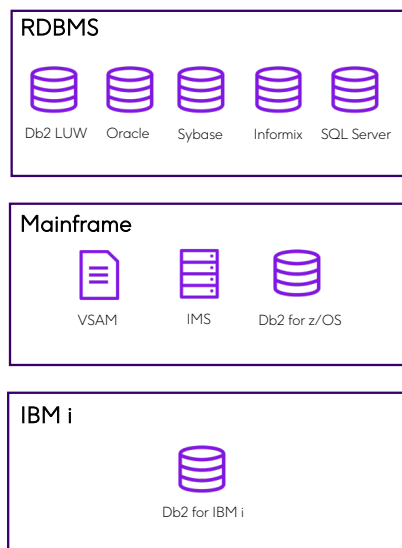 RDBMS
Db2 LUW Oracle Sybase Informix SQL Server
Mainframe
VSAM IMS Db2 for z/OS
IBM i
Db2 for IBM i